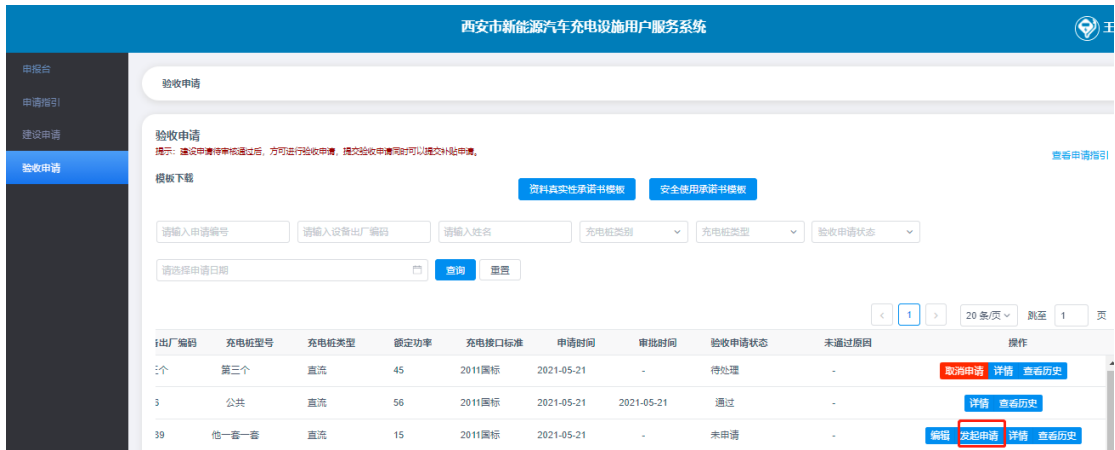 西安市新能源汽车充电设施用户服务系统
王
申报台
申请指引
建设申请
验收申请
验收申请
验收申请
提示：建设申请待审核通过后，方可进行验收申请，提交验收申请同时可以提交补贴申请。
查看申请指引
模板下载
资料真实性承诺书模板 安全使用承诺书模板
请输入申请编号 请输入设备出厂编码 请输入姓名 充电桩类别 充电桩类型 验收申请状态
请选择申请日期 查询 重置
< 1 > 20 条/页 跳至 1 页
出厂编码 充电桩型号 充电桩类型 额定功率 充电接口标准 申请时间 审批时间 验收申请状态 未通过原因 操作
三个 第三个 直流 45 2011国标 2021-05-21 - 待处理 - 取消申请 详情 查看历史
公共 直流 56 2011国标 2021-05-21 2021-05-21 通过 - 详情 查看历史
39 他一套一套 直流 15 2011国标 2021-05-21 - 未申请 - 编辑 发起申请 详情 查看历史